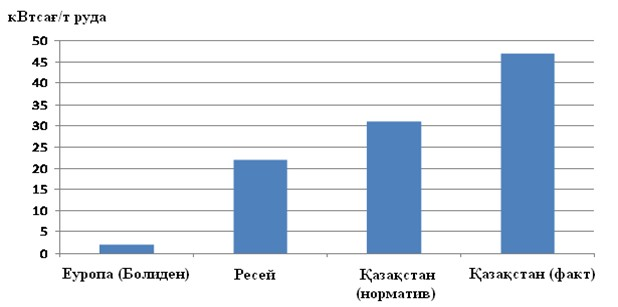 кВтсағ/т руда
50
45
40
35
30
25
20
15
10
5
0
Еуропа (Болиден)
Ресей
Қазақстан
(норматив)
Қазақстан (факт)